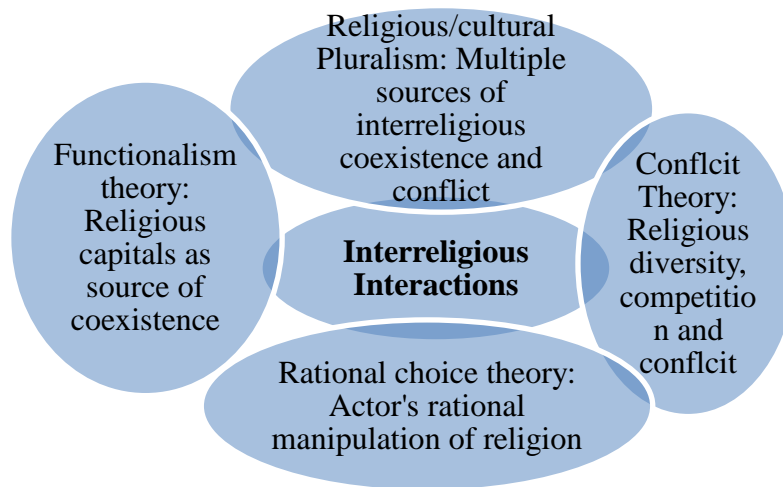 Religious/cultural
Pluralism: Multiple
sources of
interreligious
coexistence and
conflict
Functionalism
theory:
Religious
capitals as
source of
coexistence
Interreligious
Interactions
Conflcit
Theory:
Religious
diversity,
competitio
n and
conflcit
Rational choice theory:
Actor's rational
manipulation of religion